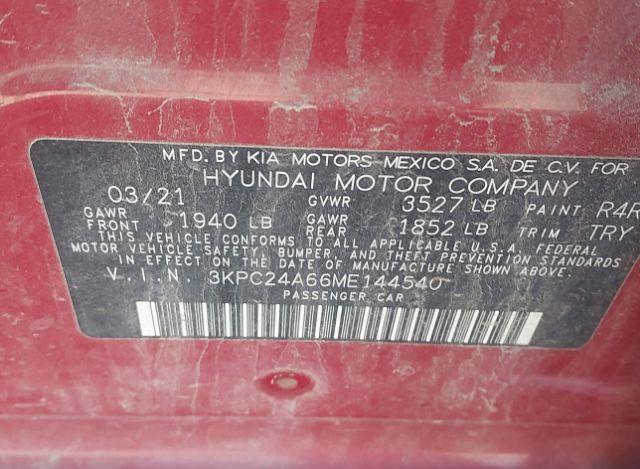 MFD. BY KIA MOTORS MEXICO S.A. DE C.V. FOR
HYUNDAI MOTOR COMPANY
03/21 GVWR 3527 LB PAINT R4R
GAWR FRONT 1940 LB GAWR REAR 1852 LB TRIM TRY
THIS VEHICLE CONFORMS TO ALL APPLICABLE U.S.A. FEDERAL
MOTOR VEHICLE SAFETY, BUMPER, AND THEFT PREVENTION STANDARDS
IN EFFECT ON THE DATE OF MANUFACTURE SHOWN ABOVE.
V.I.N. 3KPC24A66ME144540
PASSENGER CAR